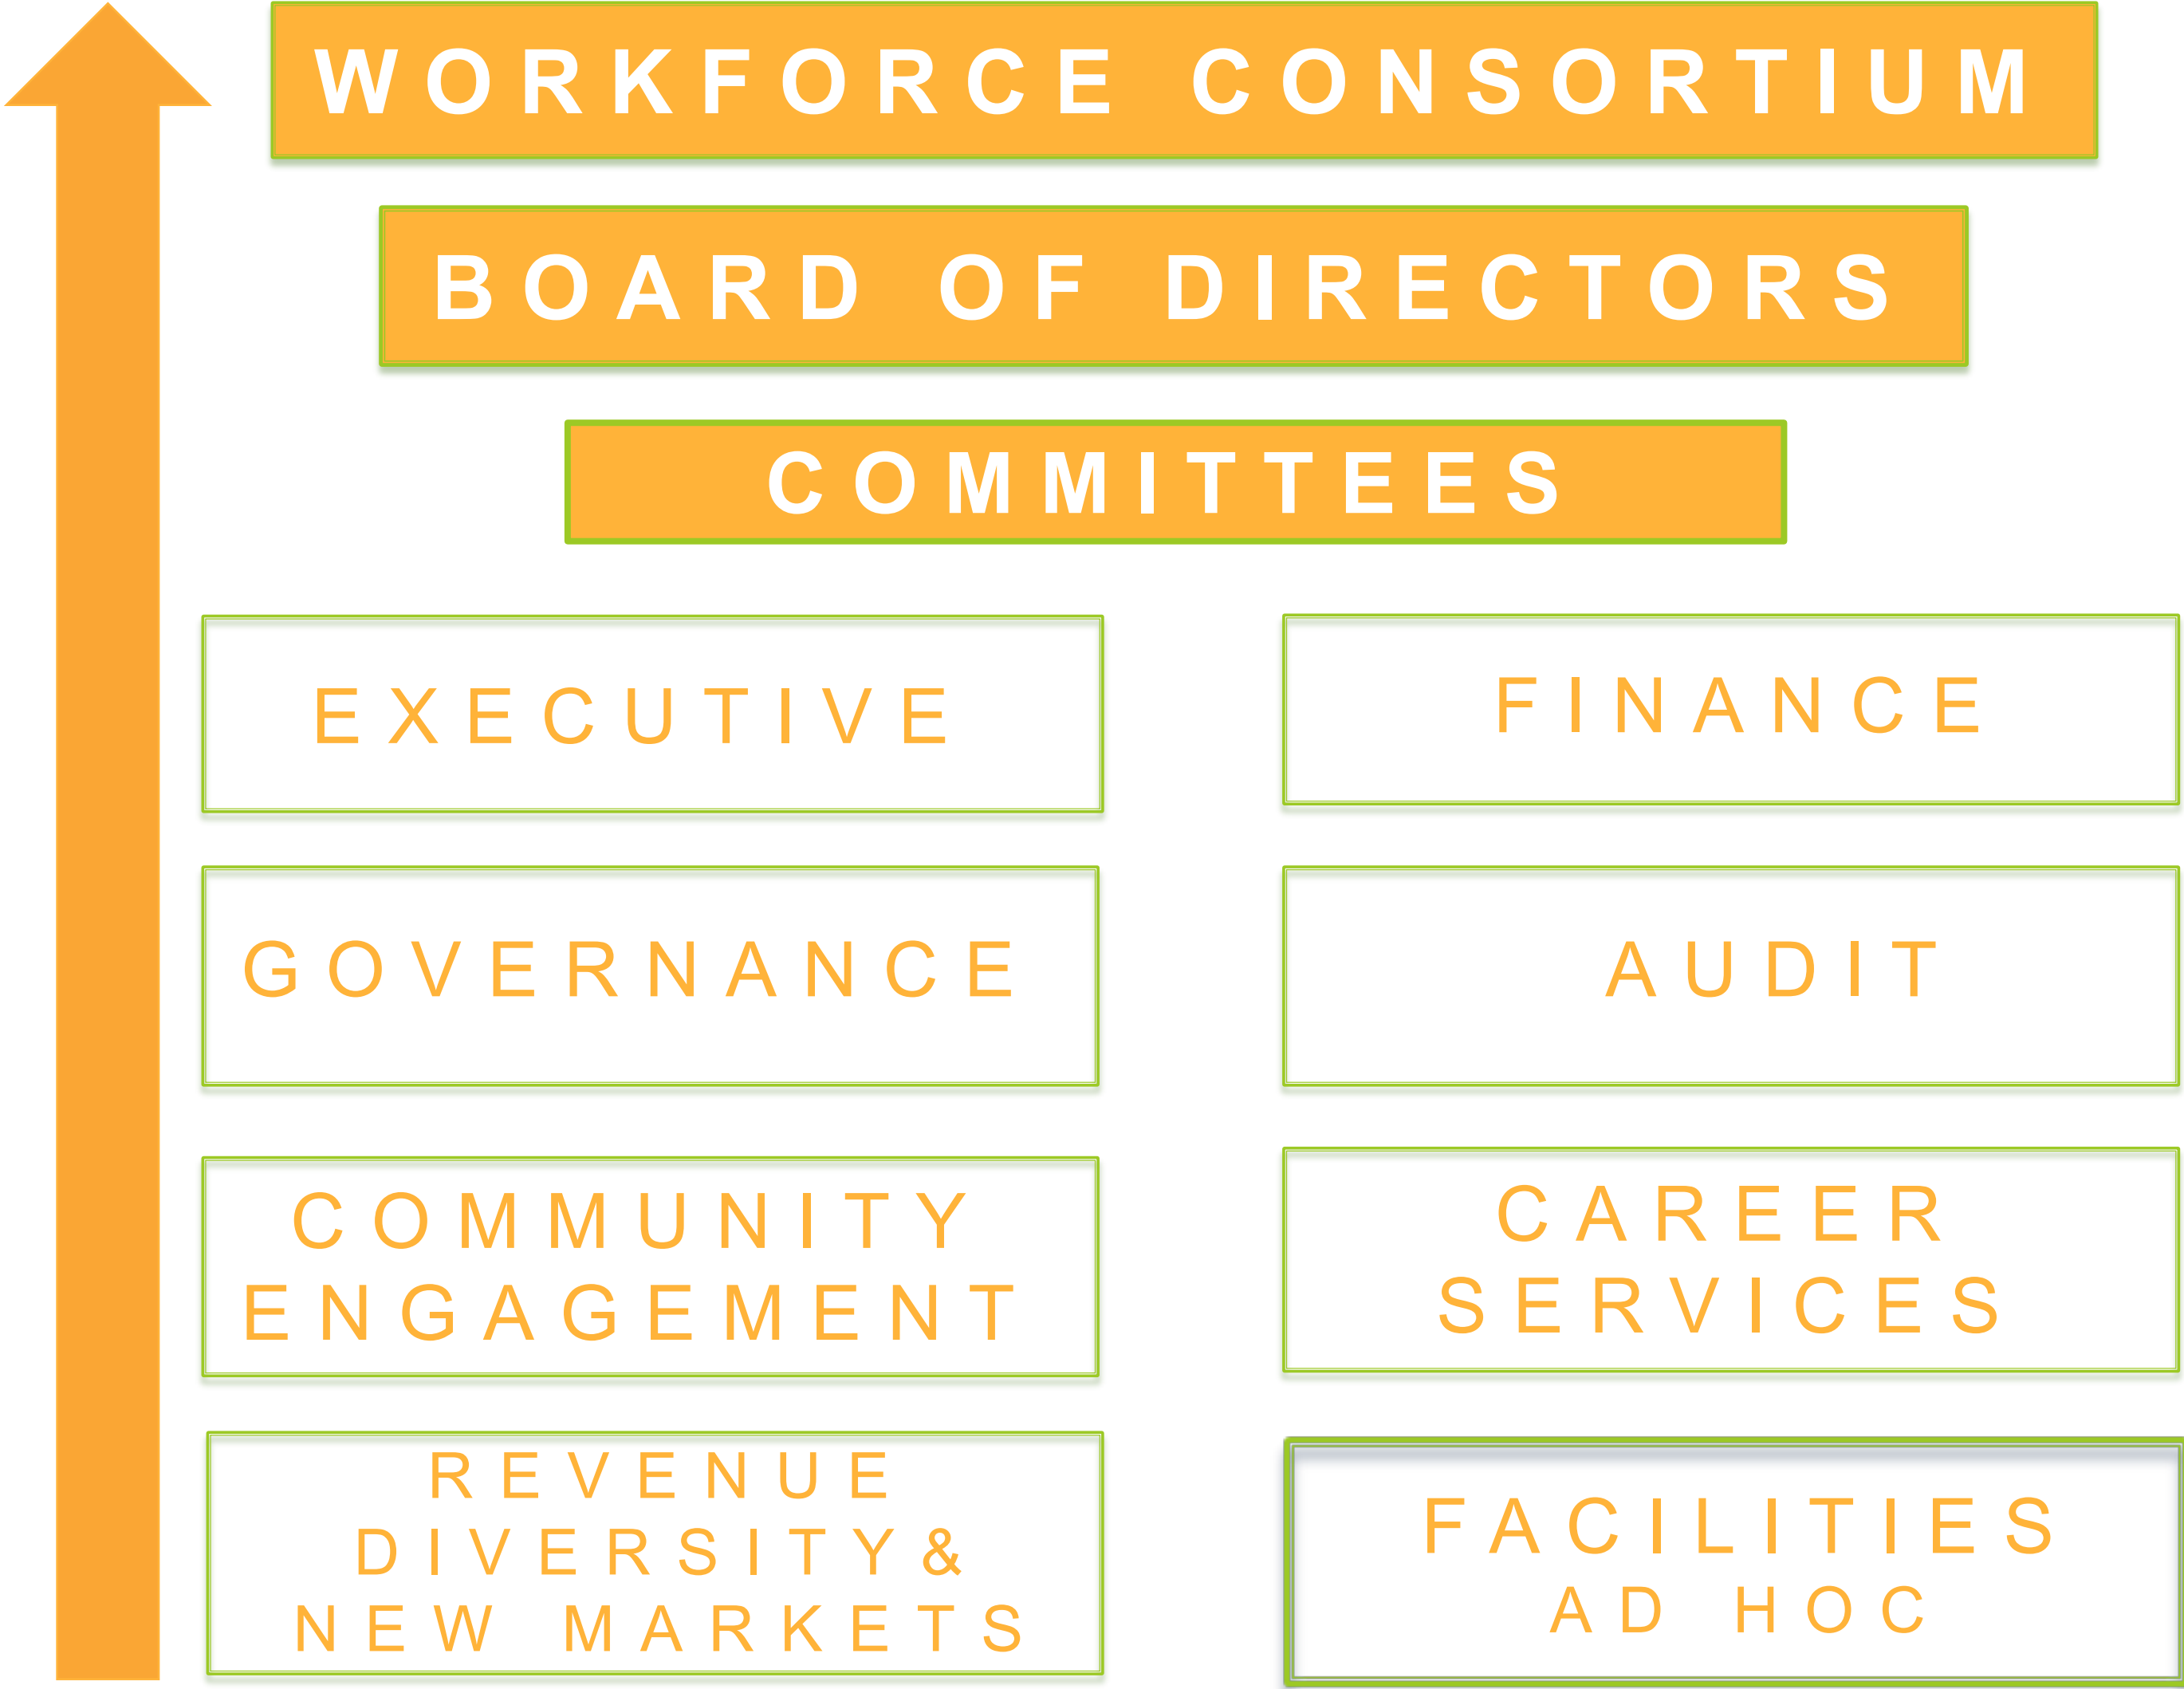 WORKFORCE CONSORTIUM
BOARD OF DIRECTORS
COMMITTEES
EXECUTIVE
FINANCE
GOVERNANCE
AUDIT
COMMUNITY
ENGAGEMENT
CAREER
SERVICES
REVENUE
DIVERSITY&
NEW MARKETS
FACILITIES
AD HOC